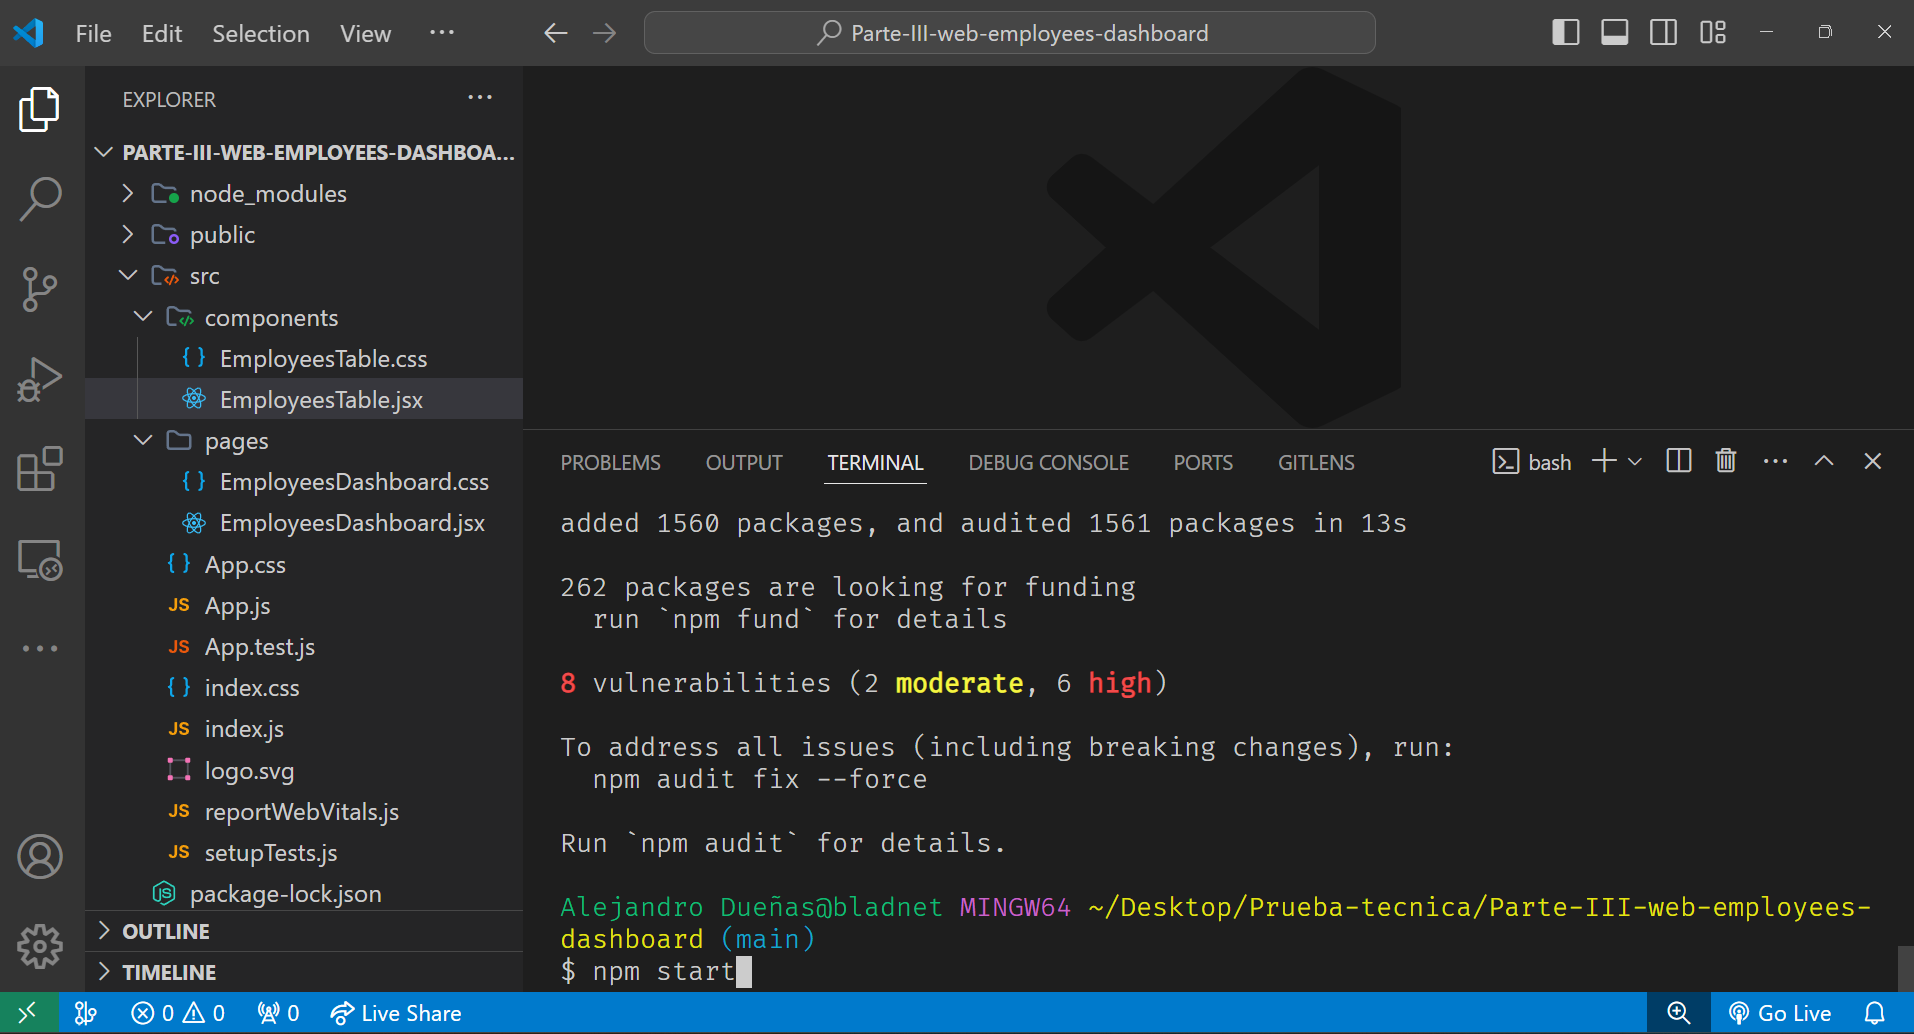 File Edit Selection View ···
Parte-III-web-employees-dashboard
EXPLORER ···
PARTE-III-WEB-EMPLOYEES-DASHBOA...
node_modules
public
src
components
EmployeesTable.css
EmployeesTable.jsx
pages
EmployeesDashboard.css
EmployeesDashboard.jsx
App.css
JS App.js
JS App.test.js
index.css
JS index.js
logo.svg
JS reportWebVitals.js
JS setupTests.js
package-lock.json
OUTLINE
TIMELINE
PROBLEMS OUTPUT TERMINAL DEBUG CONSOLE PORTS GITLENS bash
added 1560 packages, and audited 1561 packages in 13s
262 packages are looking for funding
run `npm fund` for details
8 vulnerabilities (2 moderate, 6 high)
To address all issues (including breaking changes), run:
npm audit fix --force
Run `npm audit` for details.
Alejandro Dueñas@bladnet MINGW64 ~/Desktop/Prueba-tecnica/Parte-III-web-employees-
dashboard (main)
$ npm start
0 0 0 Live Share Go Live